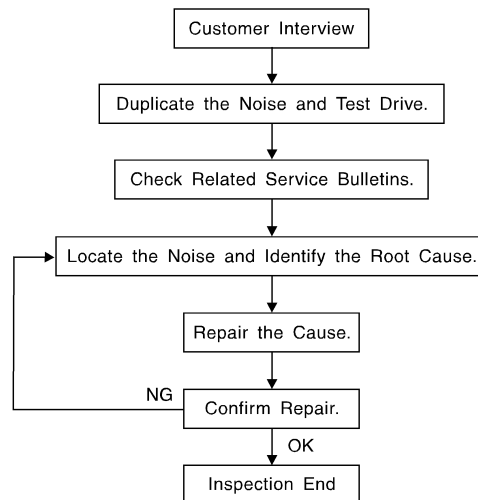 Customer Interview
Duplicate the Noise and Test Drive.
Check Related Service Bulletins.
Locate the Noise and Identify the Root Cause.
Repair the Cause.
NG
Confirm Repair.
OK
Inspection End